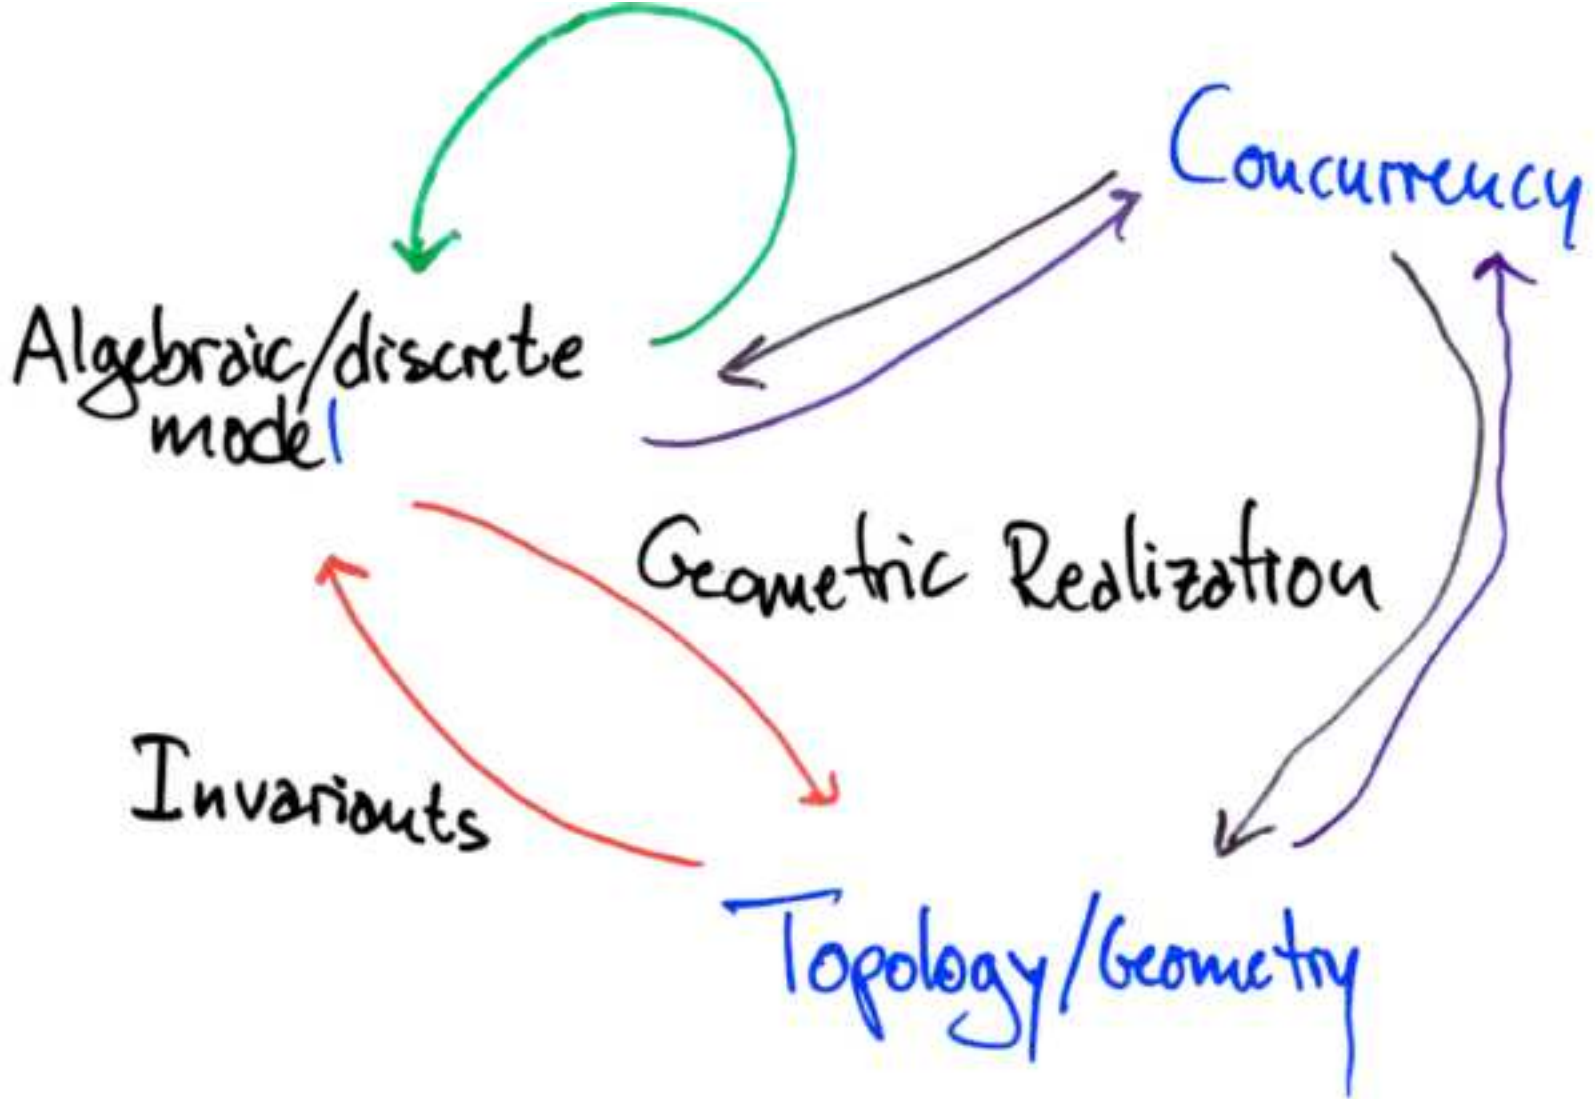 Concurrency
Algebraic/discrete
model
Geometric Realization
Invariants
Topology/Geometry